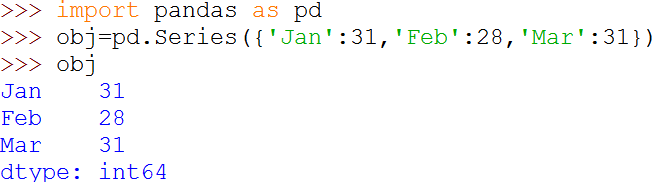 >>> import pandas as pd
>>> obj=pd.Series({'Jan':31,'Feb':28,'Mar':31})
>>> obj
Jan    31
Feb    28
Mar    31
dtype: int64